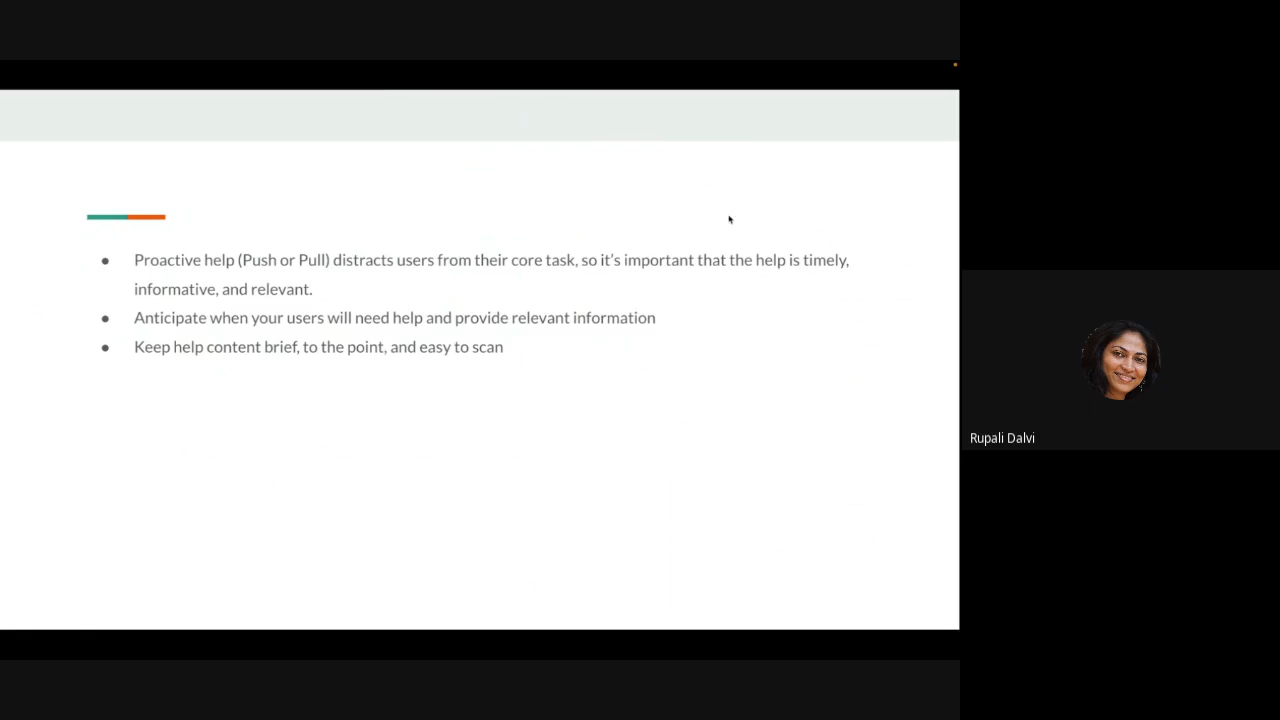 ● Proactive help (Push or Pull) distracts users from their core task, so it’s important that the help is timely,
informative, and relevant.
● Anticipate when your users will need help and provide relevant information
● Keep help content brief, to the point, and easy to scan
Rupali Dalvi